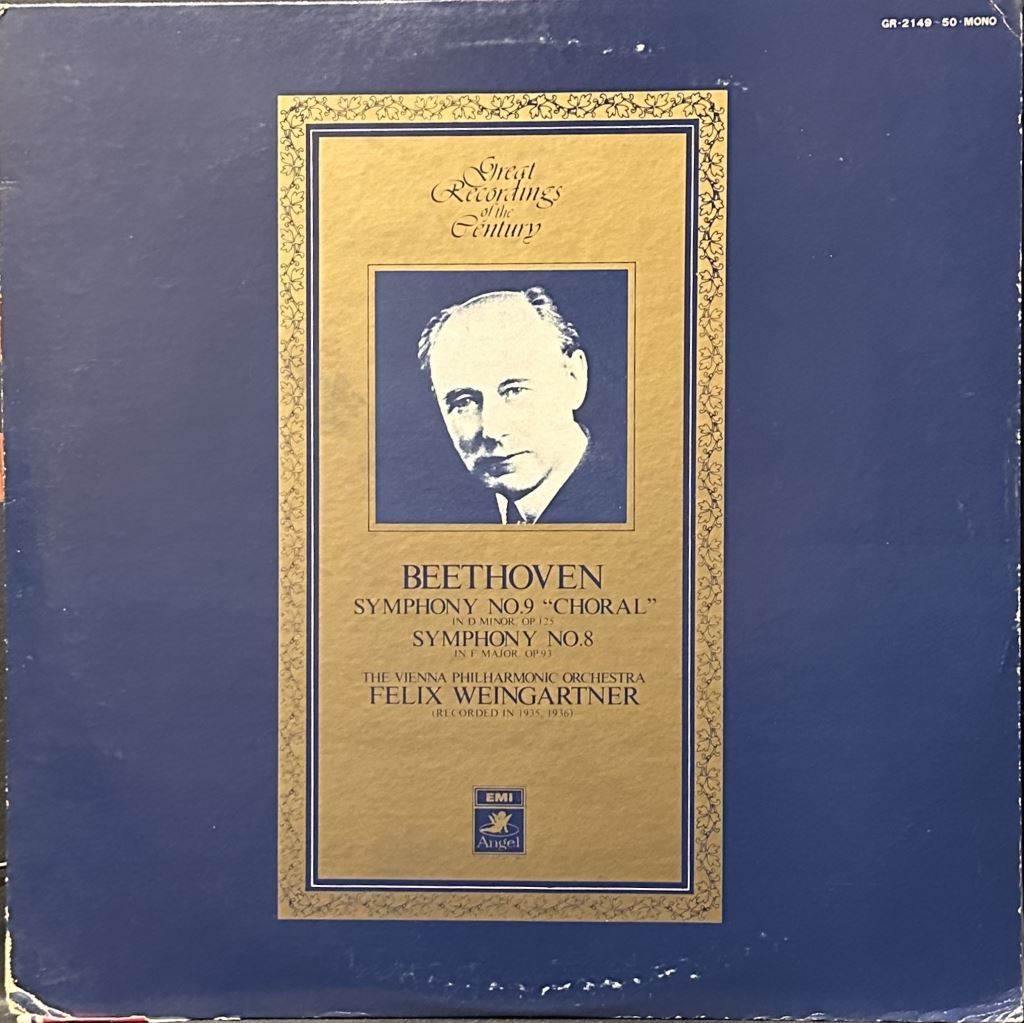 GR-2149~50·MONO
Great
Recordings
of the
Century
BEETHOVEN
SYMPHONY NO.9 “CHORAL”
IN D MINOR, OP.125
SYMPHONY NO.8
IN F MAJOR, OP.93
THE VIENNA PHILHARMONIC ORCHESTRA
FELIX WEINGARTNER
(RECORDED IN 1935, 1936)
EMI
Angel